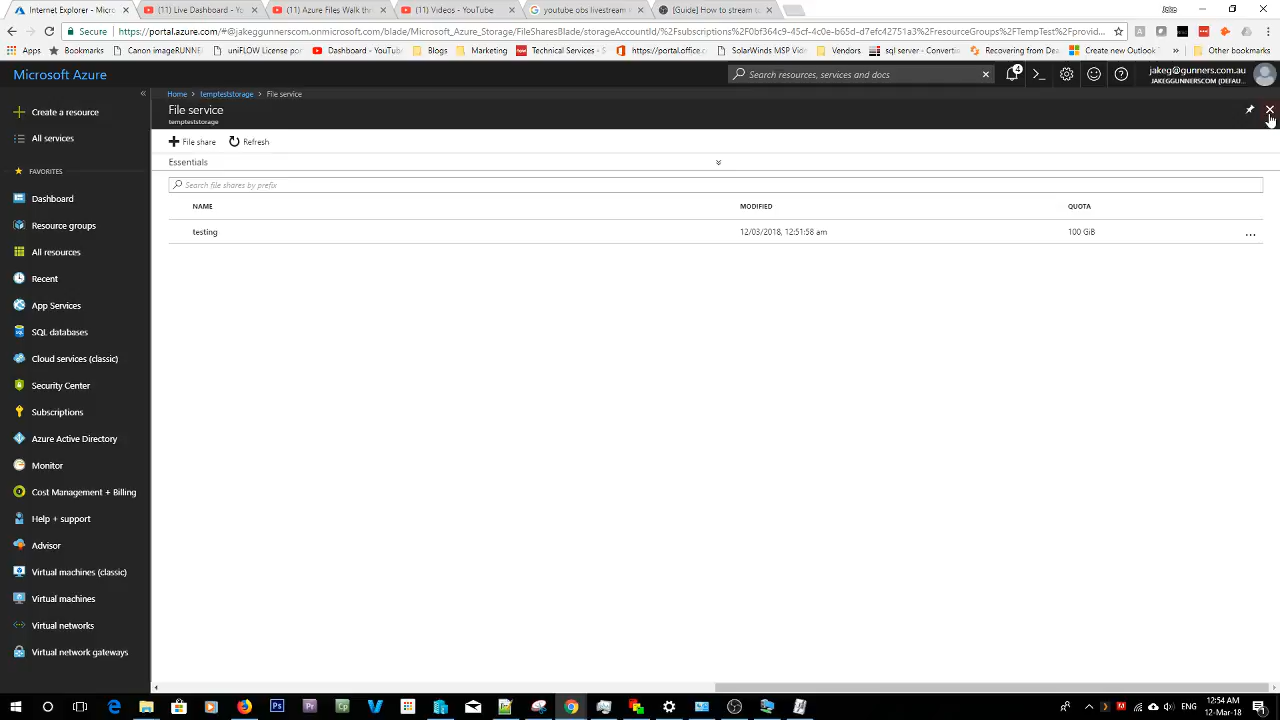 Internet Explorer - Micro
(11) Live Dashboard - Yo
(11) Azure Files Walk th
(11) Videos - YouTube
youtube obs livestream k
[Guide] How to stream to
Secure | https://portal.azure.com/#@jakeggunnerscom.onmicrosoft.com/blade/Microsoft_Azure_Storage/FileSharesBlade/storageAccountId/%2Fsubscriptions%2F0bf364c9-45cf-4c0e-b65d-d7efc42751a3%2FresourceGroups%2FTempTest%2Fprovid...
Apps
Bookmarks
Canon imageRUNNE
uniFLOW License port
Dashboard - YouTube
Blogs
Marketing
Technical Services - S
https://portal.office.
SolarWinds MSP Vide
Vendors
sql server - Convert
Recovering from Dea
Create new Outlook T
»
Other bookmarks
Microsoft Azure
Search resources, services and docs
jakeg@gunners.com.au
JAKEGGUNNERSCOM (DEFAU...
Home > tempteststorage > File service
File service
tempteststorage
File share
Refresh
Essentials
Search file shares by prefix
NAME
MODIFIED
QUOTA
testing
12/03/2018, 12:51:58 am
100 GiB
...
Create a resource
All services
FAVORITES
Dashboard
Resource groups
All resources
Recent
App Services
SQL databases
Cloud services (classic)
Security Center
Subscriptions
Azure Active Directory
Monitor
Cost Management + Billing
Help + support
Advisor
Virtual machines (classic)
Virtual machines
Virtual networks
Virtual network gateways
12:54 AM
12-Mar-18